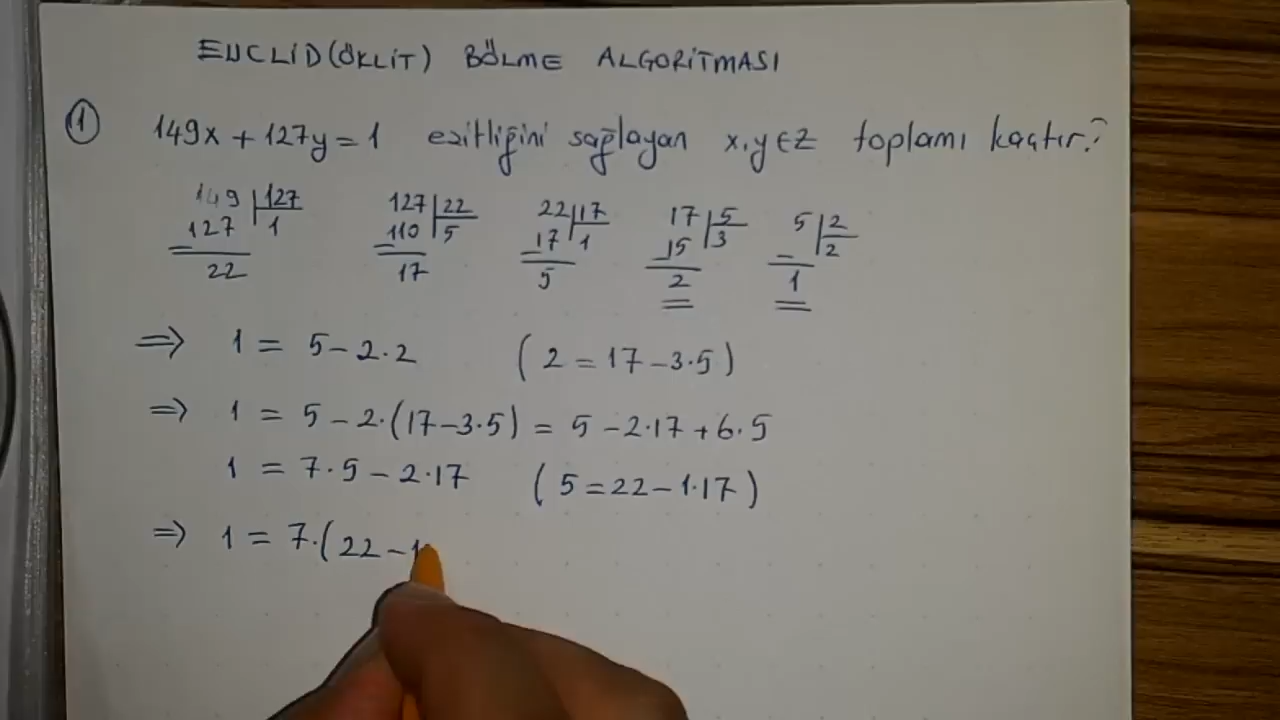 EUCLİD(ÖKLİT) BÖLME ALGORİTMASI
1 149x + 127y = 1 eşitliğini sağlayan x,y∈Z toplamı kaçtır?
149 127 127 22 22 17 17 5 5 2
- 127 1 - 110 5 - 17 1 - 15 3 - 2
22 17 5 2 1
⇒ 1 = 5 - 2·2 (2 = 17 - 3·5)
⇒ 1 = 5 - 2·(17 - 3·5) = 5 - 2·17 + 6·5
1 = 7·5 - 2·17 (5 = 22 - 1·17)
⇒ 1 = 7·(22 - 1